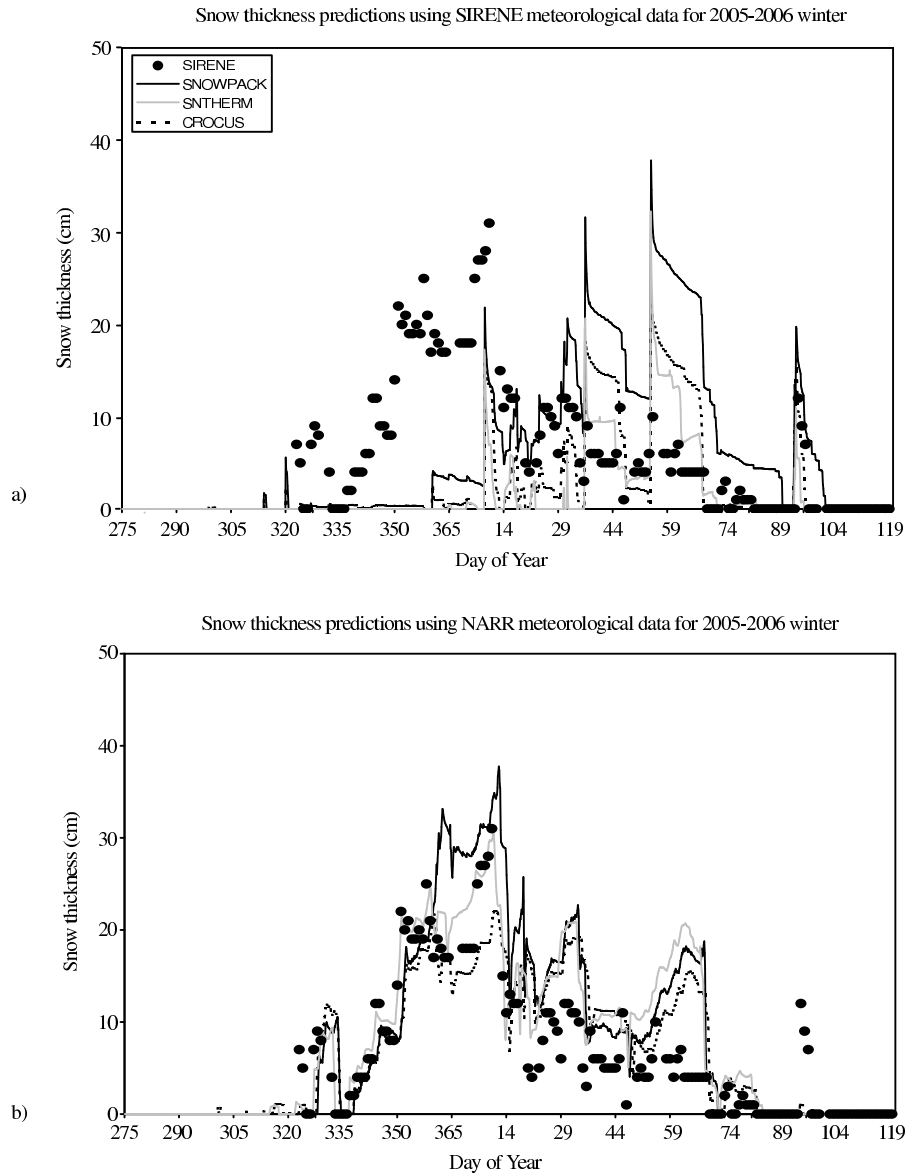 Snow thickness predictions using SIRENE meteorological data for 2005-2006 winter
50
SIRENE
SNOWPACK
SNTHERM
CROCUS
40
30
20
10
0
Snow thickness (cm)
a)
275 290 305 320 335 350 365 14 29 44 59 74 89 104 119
Day of Year
Snow thickness predictions using NARR meteorological data for 2005-2006 winter
50
40
30
20
10
0
Snow thickness (cm)
b)
275 290 305 320 335 350 365 14 29 44 59 74 89 104 119
Day of Year